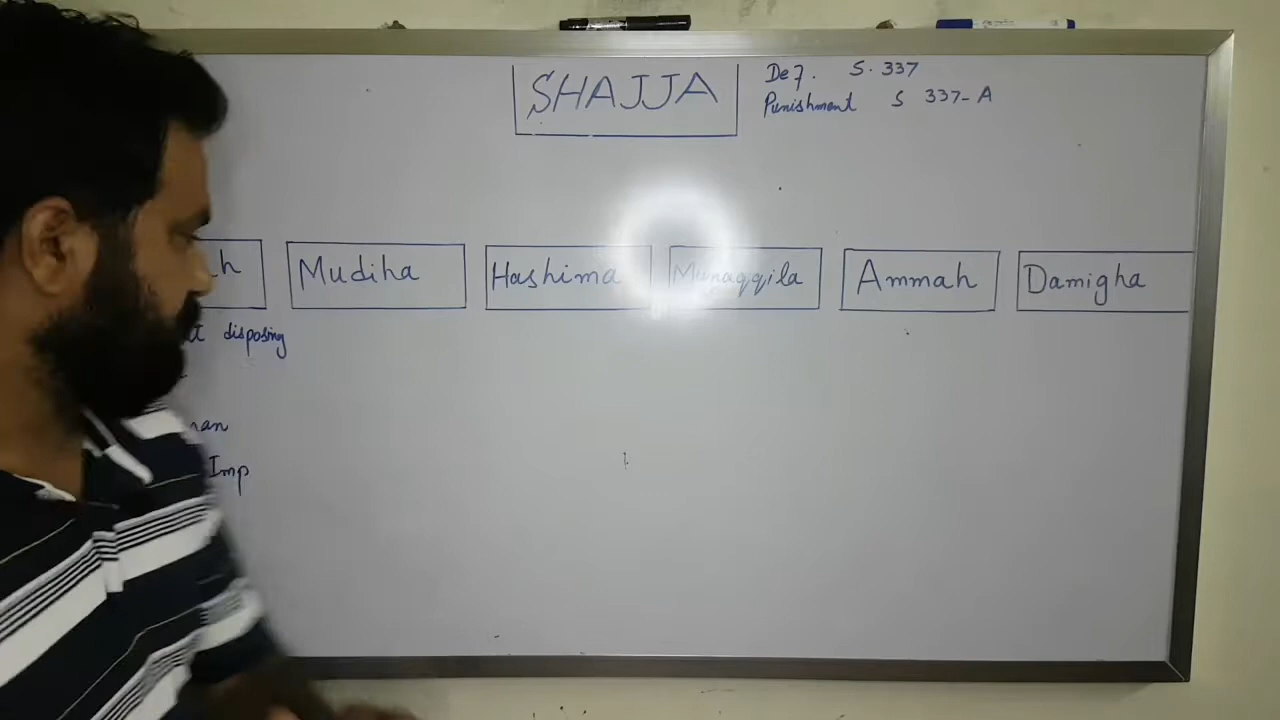 SHAJJA
Def. S. 337
Punishment S 337-A
Mudiha
Hashima
Munaqqila
Ammah
Damigha
disposing
Imp